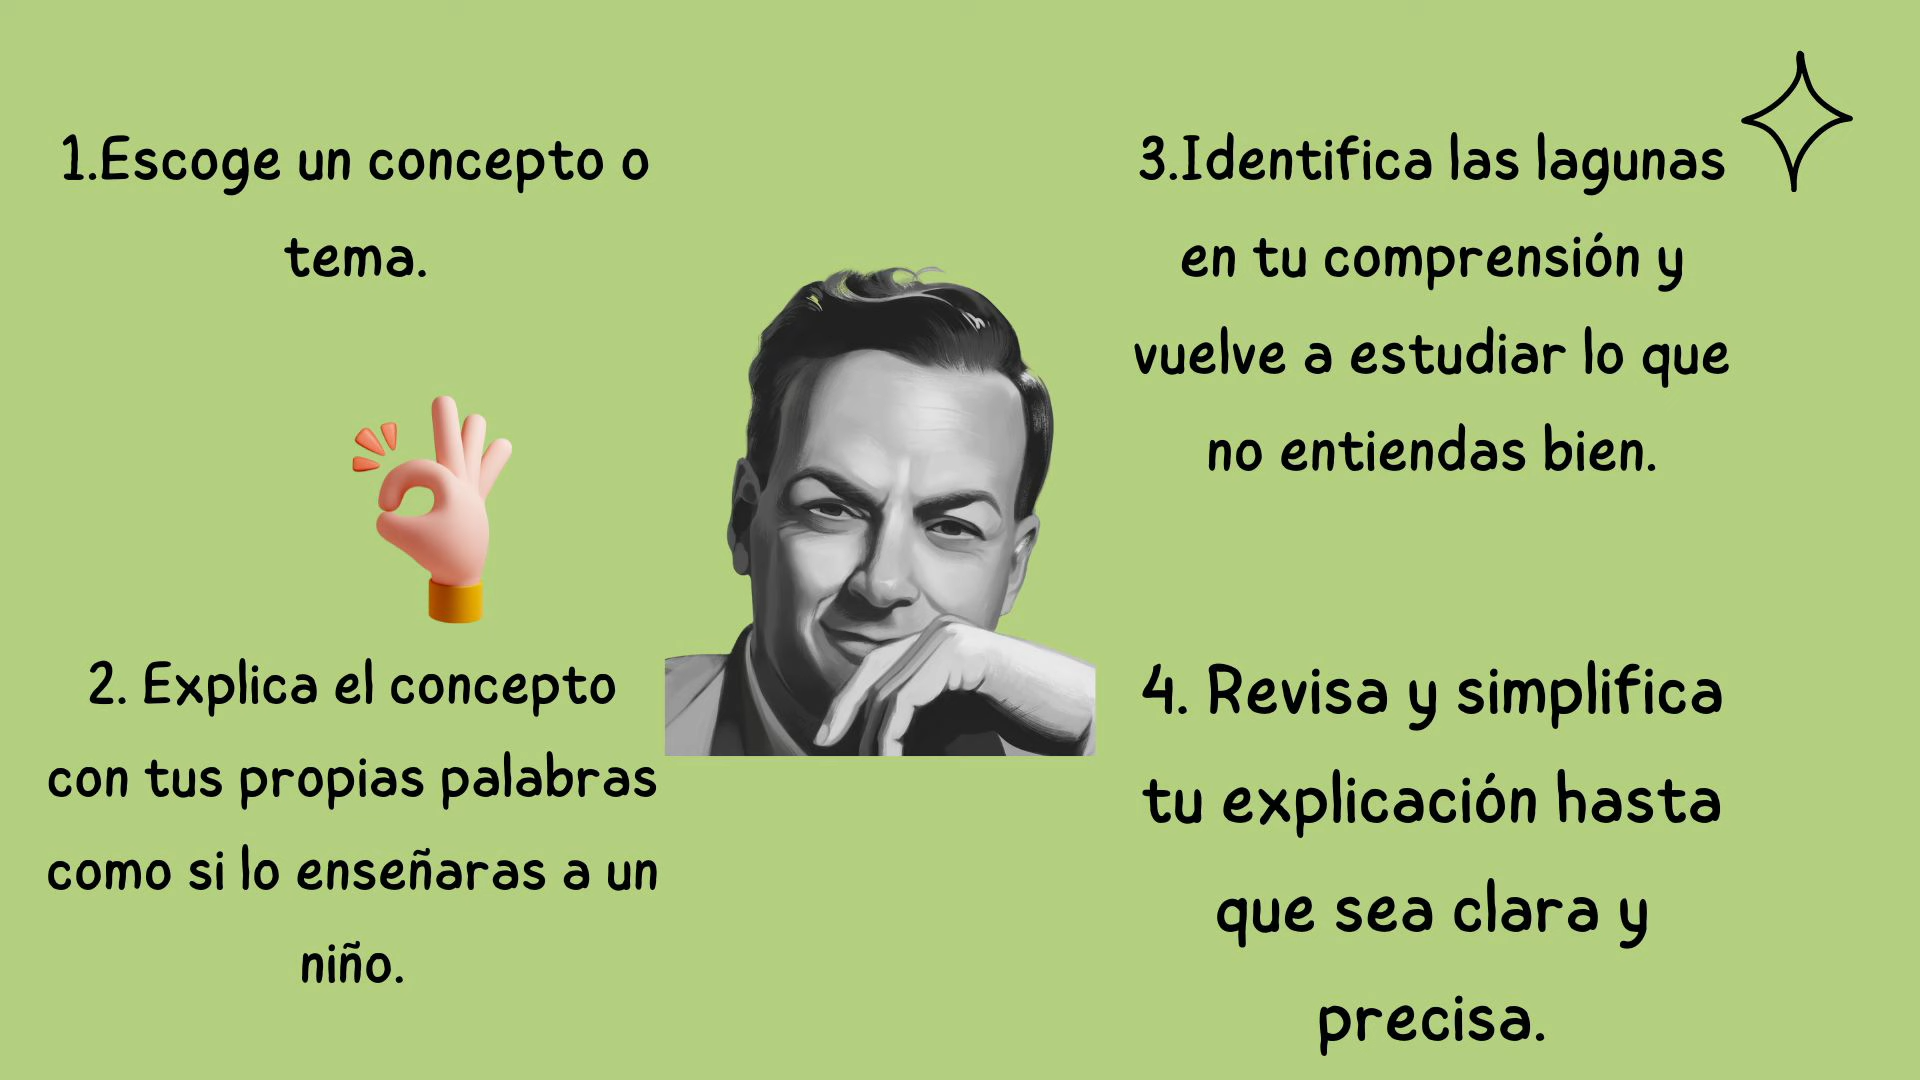 1.Escoge un concepto o
tema.
2. Explica el concepto
con tus propias palabras
como si lo enseñaras a un
niño.
3.Identifica las lagunas
en tu comprensión y
vuelve a estudiar lo que
no entiendas bien.
4. Revisa y simplifica
tu explicación hasta
que sea clara y
precisa.